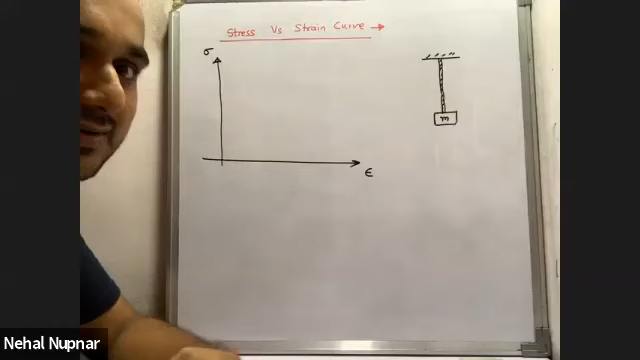 Stress Vs Strain Curve →
σ
m
ϵ
Nehal Nupnar